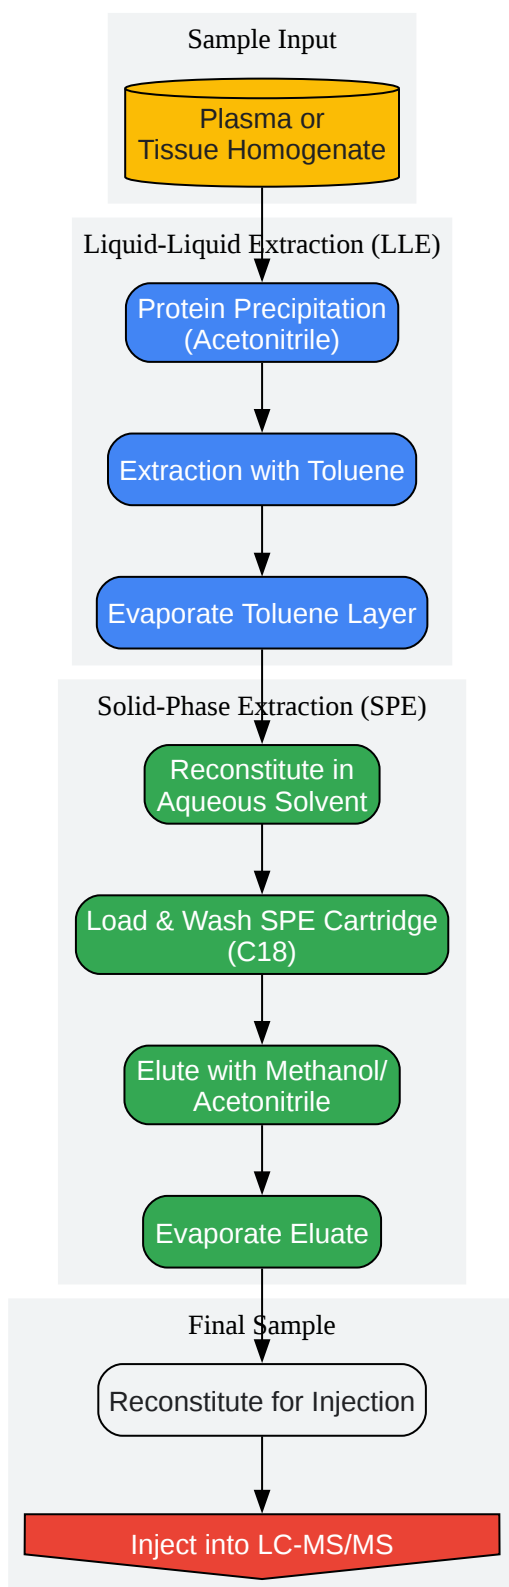 Sample Input
Plasma or
Tissue Homogenate
Liquid-Liquid Extraction (LLE)
Protein Precipitation
(Acetonitrile)
Extraction with Toluene
Evaporate Toluene Layer
Solid-Phase Extraction (SPE)
Reconstitute in
Aqueous Solvent
Load & Wash SPE Cartridge
(C18)
Elute with Methanol/
Acetonitrile
Evaporate Eluate
Final Sample
Reconstitute for Injection
Inject into LC-MS/MS